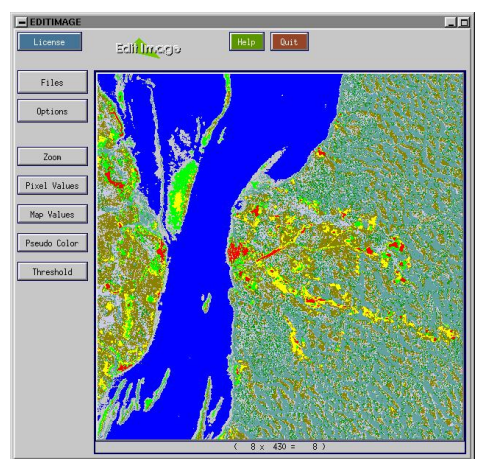 EDITIMAGE
License
EditImage
Help
Quit
Files
Options
Zoom
Pixel Values
Map Values
Pseudo Color
Threshold
( 8 x 430 = 8 )